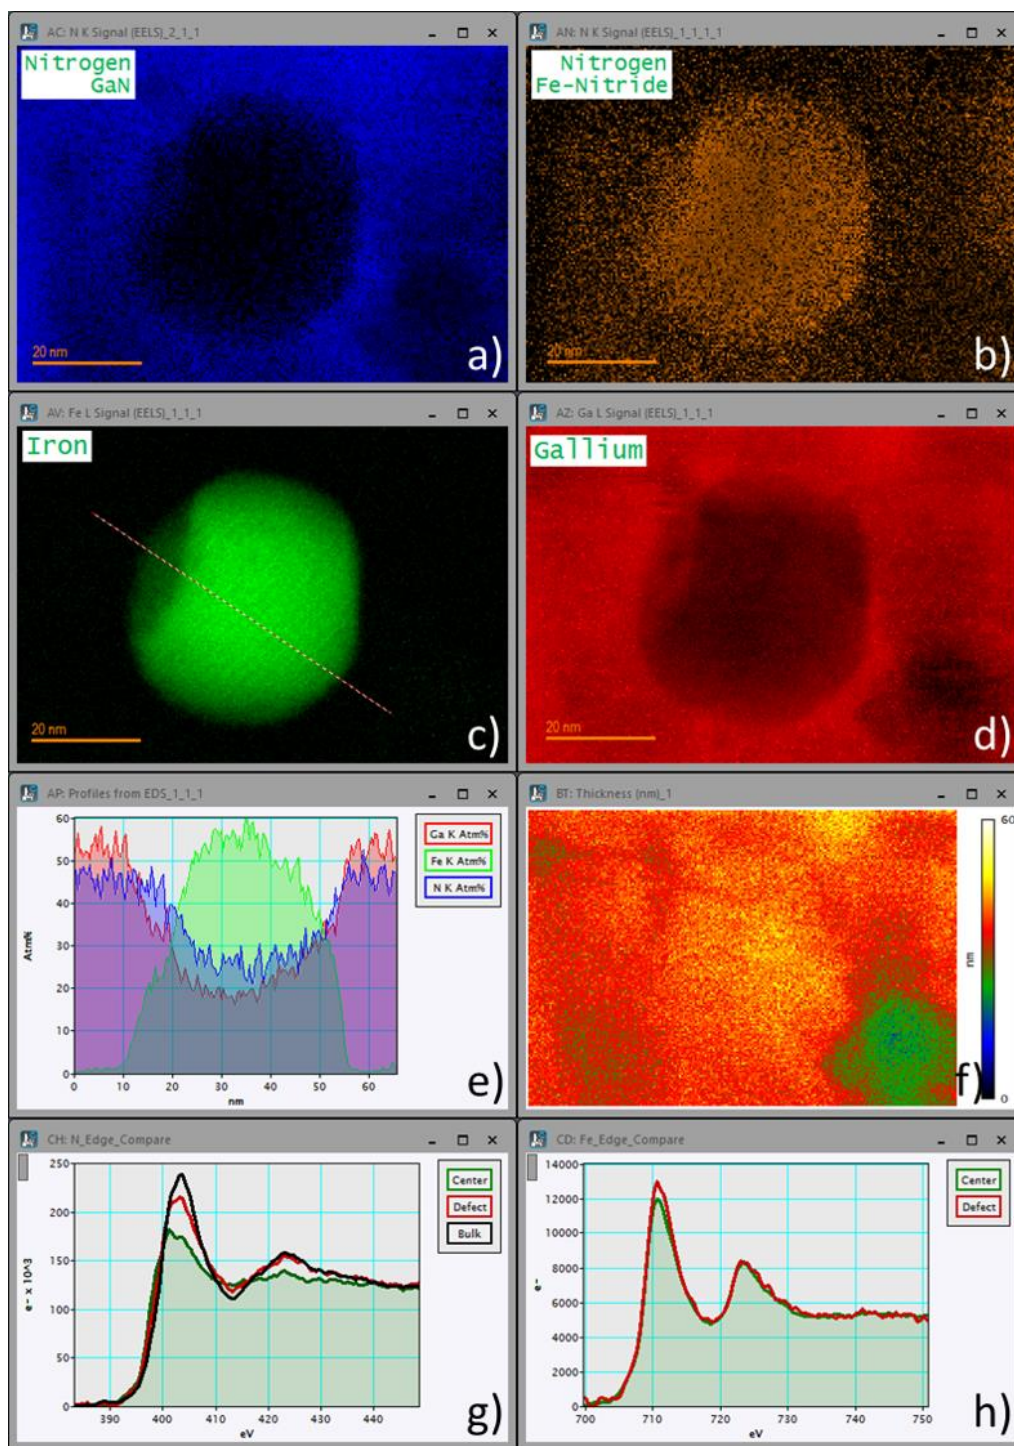 AC: N K Signal (EELS)_2_1_1
Nitrogen
GaN
20 nm
a)
AN: N K Signal (EELS)_1_1_1_1
Nitrogen
Fe-Nitride
20 nm
b)
AV: Fe L Signal (EELS)_1_1_1
Iron
20 nm
c)
AZ: Ga L Signal (EELS)_1_1_1
Gallium
20 nm
d)
AP: Profiles from EDS_1_1_1
60
50
40
30
20
10
0
Atm%
0 10 20 30 40 50 60
nm
Ga K Atm%
Fe K Atm%
N K Atm%
e)
BT: Thickness (nm)_1
60
nm
0
f)
CH: N_Edge_Compare
250
200
150
100
50
0
e- x 10^3
390 400 410 420 430 440
eV
Center
Defect
Bulk
g)
CD: Fe_Edge_Compare
14000
12000
10000
8000
6000
4000
2000
0
e-
700 710 720 730 740 750
eV
Center
Defect
h)